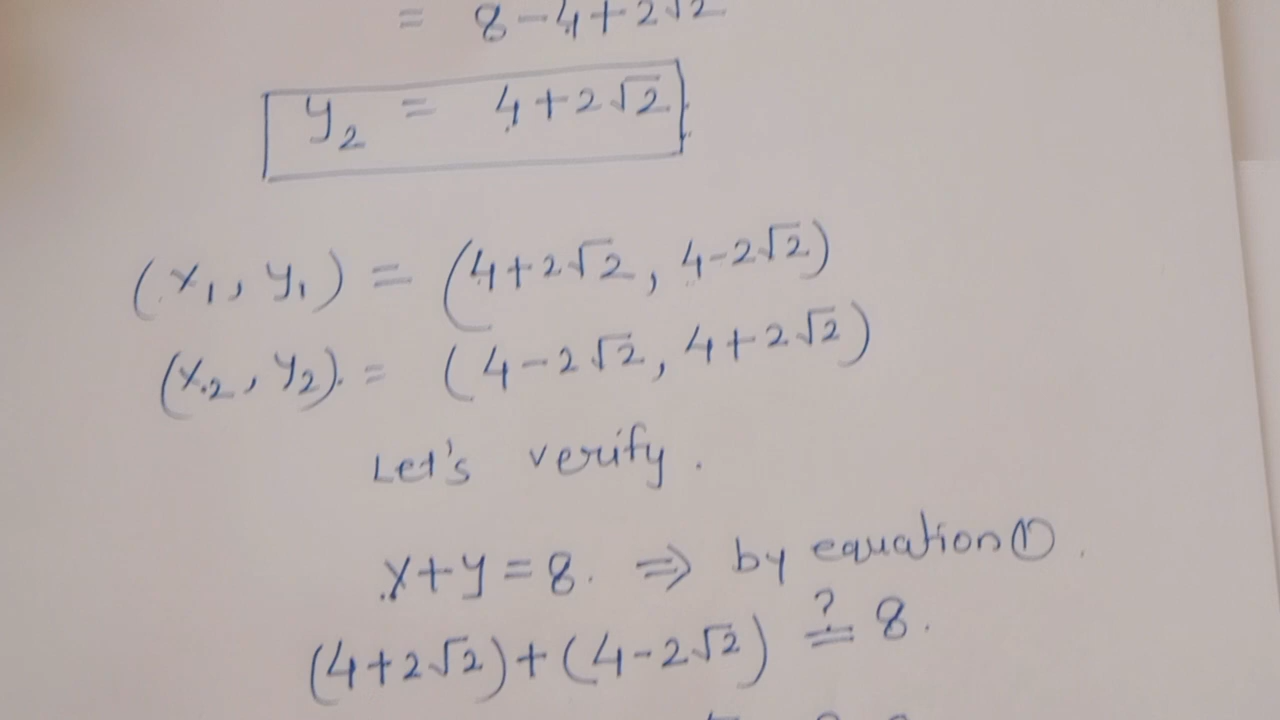 = 8-4+2√2
y₂ = 4+2√2
(x₁, y₁) = (4+2√2, 4-2√2)
(x₂, y₂) = (4-2√2, 4+2√2)
Let's verify.
x+y=8. ⇒ by equation ①.
(4+2√2)+(4-2√2) ≟ 8.